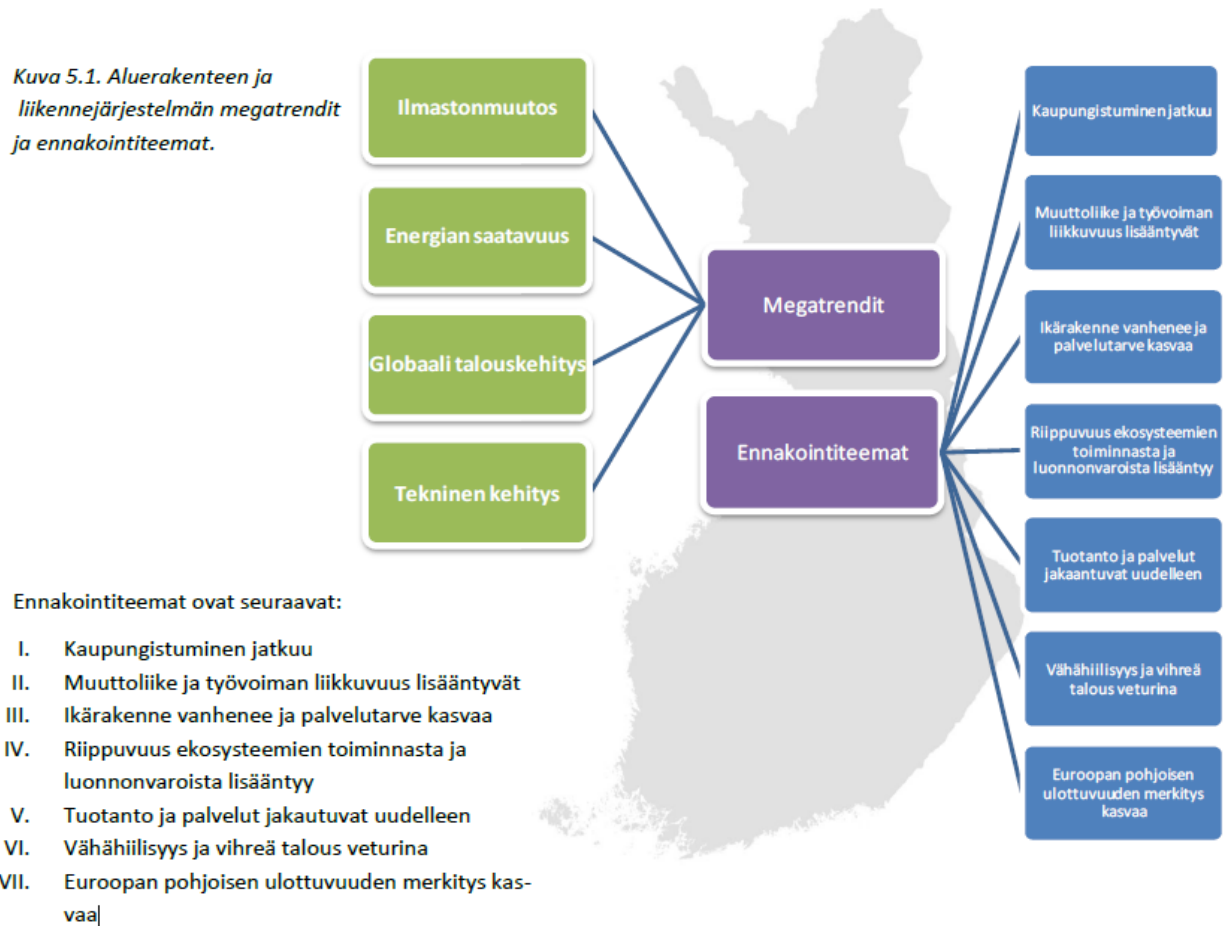 Kuva 5.1. Aluerakenteen ja
liikennejärjestelmän megatrendit
ja ennakointiteemat.
Ilmastonmuutos
Energian saatavuus
Globaali talouskehitys
Tekninen kehitys
Megatrendit
Ennakointiteemat
Kaupungistuminen jatkuu
Muuttoliike ja työvoiman
liikkuvuus lisääntyvät
Ikärakenne vanhenee ja
palvelutarve kasvaa
Riippuvuus ekosysteemien
toiminnasta ja
luonnonvaroista lisääntyy
Tuotanto ja palvelut
jakaantuvat uudelleen
Vähähiilisyys ja vihreä
talous veturina
Euroopan pohjoisen
ulottuvuuden merkitys
kasvaa
Ennakointiteemat ovat seuraavat:
I. Kaupungistuminen jatkuu
II. Muuttoliike ja työvoiman liikkuvuus lisääntyvät
III. Ikärakenne vanhenee ja palvelutarve kasvaa
IV. Riippuvuus ekosysteemien toiminnasta ja
luonnonvaroista lisääntyy
V. Tuotanto ja palvelut jakautuvat uudelleen
VI. Vähähiilisyys ja vihreä talous veturina
VII. Euroopan pohjoisen ulottuvuuden merkitys kas-
vaa